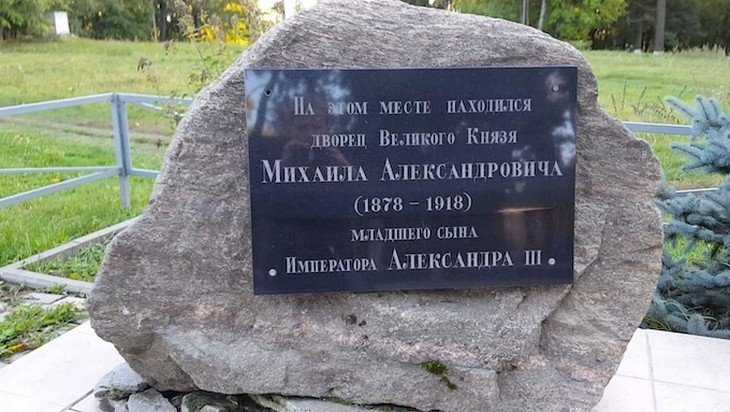 На этом месте находился
дворец Великого Князя
Михаила Александровича
(1878 – 1918)
младшего сына
Императора Александра III